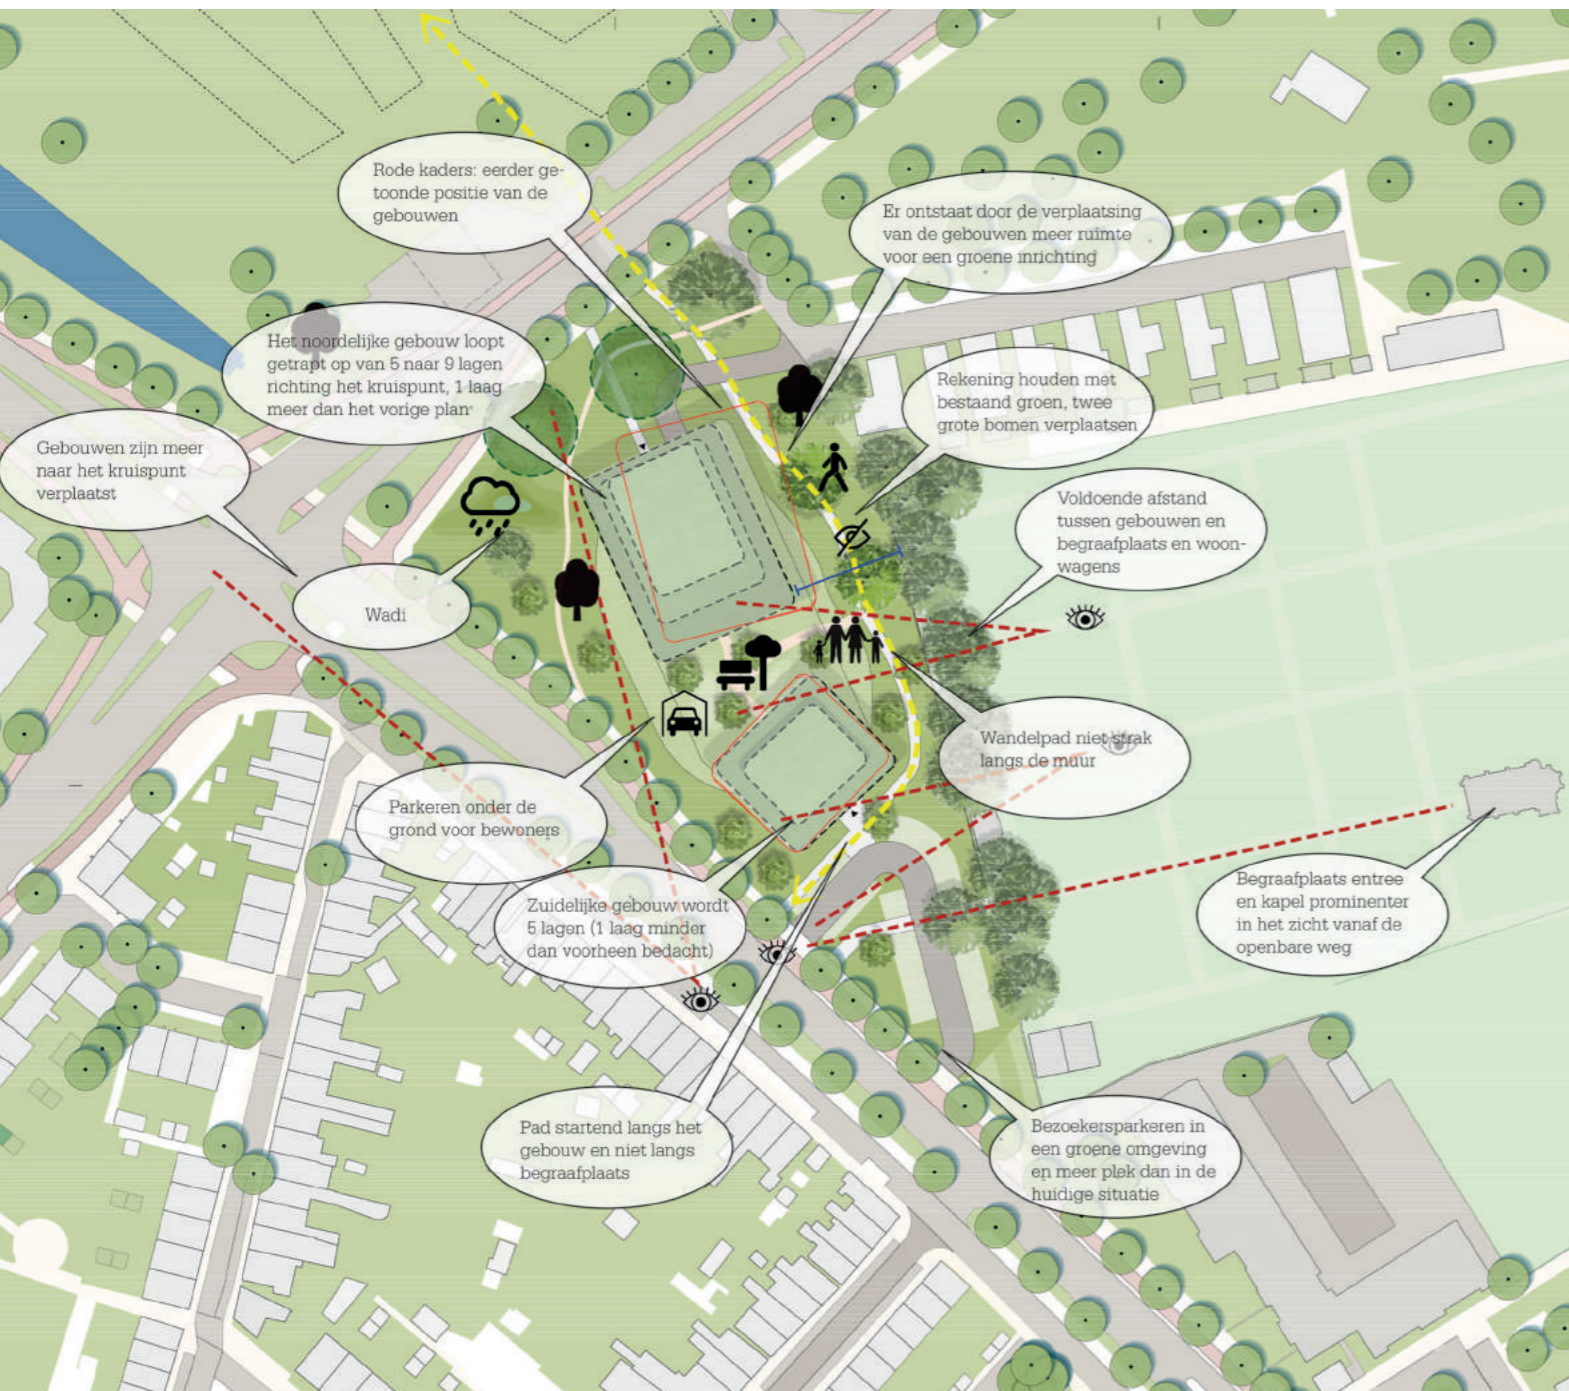 Rode kaders: eerder ge-
toonde positie van de
gebouwen
Er ontstaat door de verplaatsing
van de gebouwen meer ruimte
voor een groene inrichting
Het noordelijke gebouw loopt
getrapt op van 5 naar 9 lagen
richting het kruispunt, 1 laag
meer dan het vorige plan
Rekening houden met
bestaand groen, twee
grote bomen verplaatsen
Gebouwen zijn meer
naar het kruispunt
verplaatst
Voldoende afstand
tussen gebouwen en
begraafplaats en woon-
wagens
Wadi
Wandelpad niet strak
langs de muur
Parkeren onder de
grond voor bewoners
Zuidelijke gebouw wordt
5 lagen (1 laag minder
dan voorheen bedacht)
Begraafplaats entree
en kapel prominenter
in het zicht vanaf de
openbare weg
Pad startend langs het
gebouw en niet langs
begraafplaats
Bezoekersparkeren in
een groene omgeving
en meer plek dan in de
huidige situatie